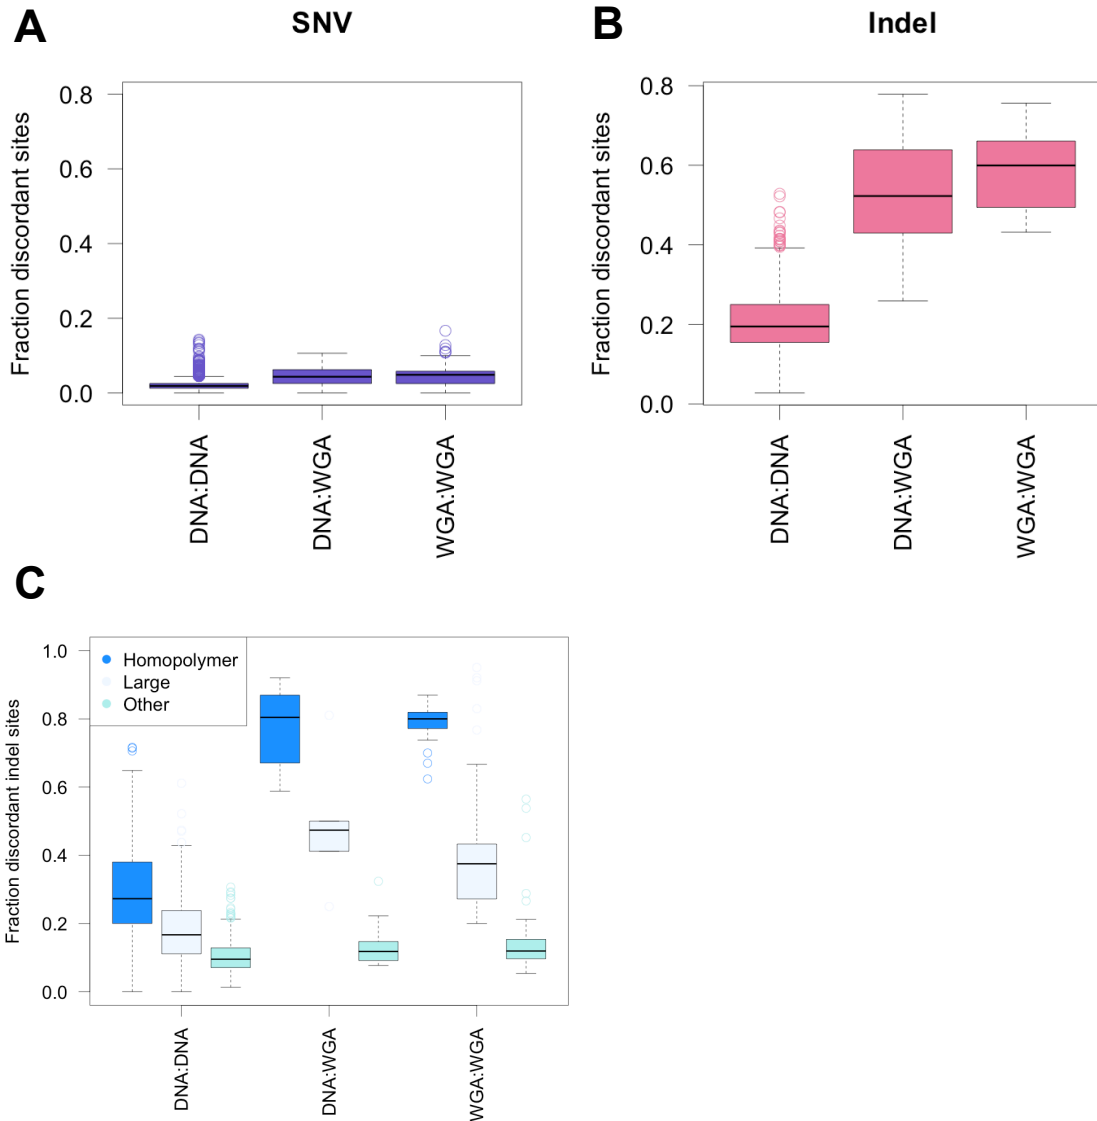 A
SNV
Fraction discordant sites
0.8
0.6
0.4
0.2
0.0
DNA:DNA
DNA:WGA
WGA:WGA
B
Indel
Fraction discordant sites
0.8
0.6
0.4
0.2
0.0
DNA:DNA
DNA:WGA
WGA:WGA
C
Fraction discordant indel sites
1.0
0.8
0.6
0.4
0.2
0.0
Homopolymer
Large
Other
DNA:DNA
DNA:WGA
WGA:WGA